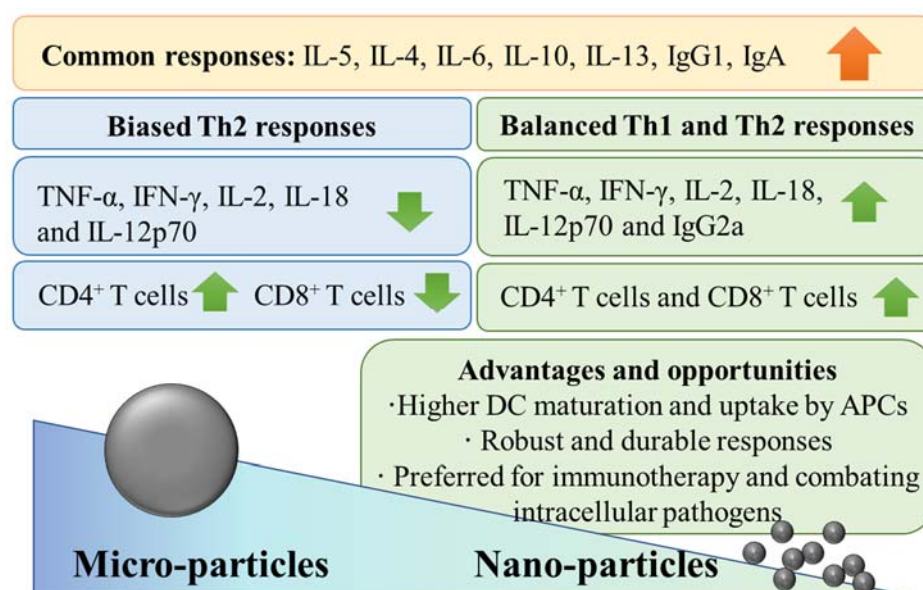 Common responses: IL-5, IL-4, IL-6, IL-10, IL-13, IgG1, IgA
Biased Th2 responses
Balanced Th1 and Th2 responses
TNF-α, IFN-γ, IL-2, IL-18
and IL-12p70
TNF-α, IFN-γ, IL-2, IL-18,
IL-12p70 and IgG2a
CD4⁺ T cells CD8⁺ T cells
CD4⁺ T cells and CD8⁺ T cells
Advantages and opportunities
·Higher DC maturation and uptake by APCs
· Robust and durable responses
· Preferred for immunotherapy and combating
intracellular pathogens
Micro-particles
Nano-particles